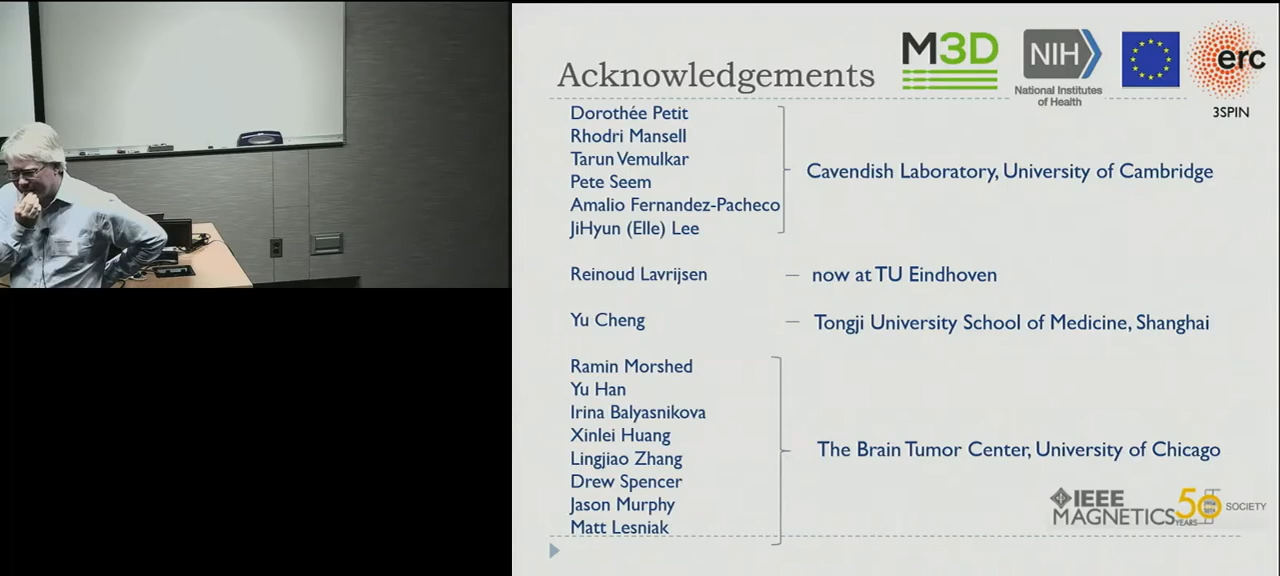 Acknowledgements
M3D
NIH
National Institutes
of Health
erc
3SPIN
Dorothée Petit
Rhodri Mansell
Tarun Vemulkar
Pete Seem
Amalio Fernandez-Pacheco
JiHyun (Elle) Lee
Cavendish Laboratory, University of Cambridge
Reinoud Lavrijsen
— now at TU Eindhoven
Yu Cheng
— Tongji University School of Medicine, Shanghai
Ramin Morshed
Yu Han
Irina Balyasnikova
Xinlei Huang
Lingjiao Zhang
Drew Spencer
Jason Murphy
Matt Lesniak
The Brain Tumor Center, University of Chicago
IEEE
MAGNETICS
50
YEARS
SOCIETY